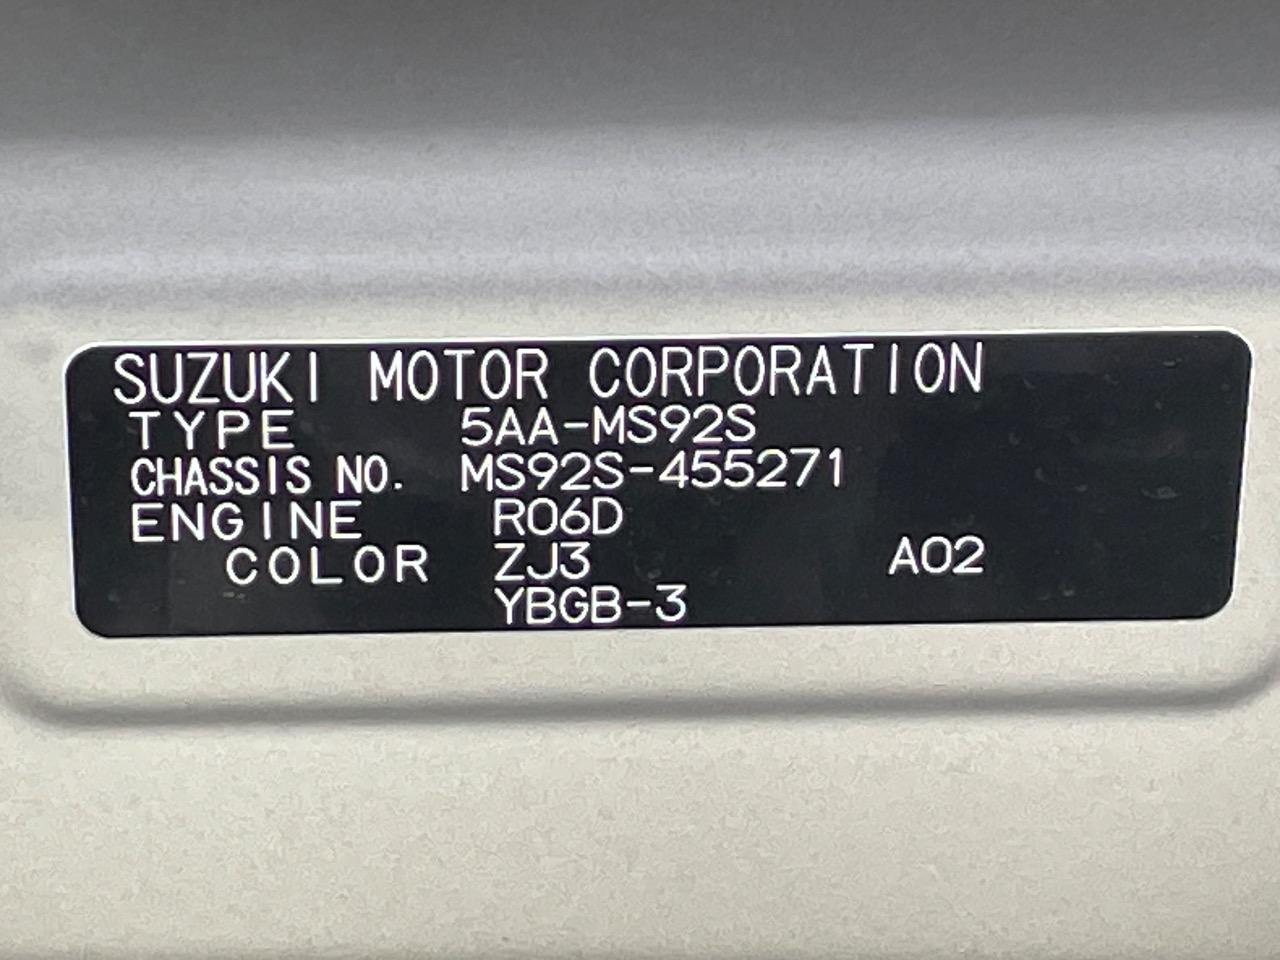 SUZUKI MOTOR CORPORATION
TYPE 5AA-MS92S
CHASSIS NO. MS92S-455271
ENGINE R06D
COLOR ZJ3 A02
YBGB-3